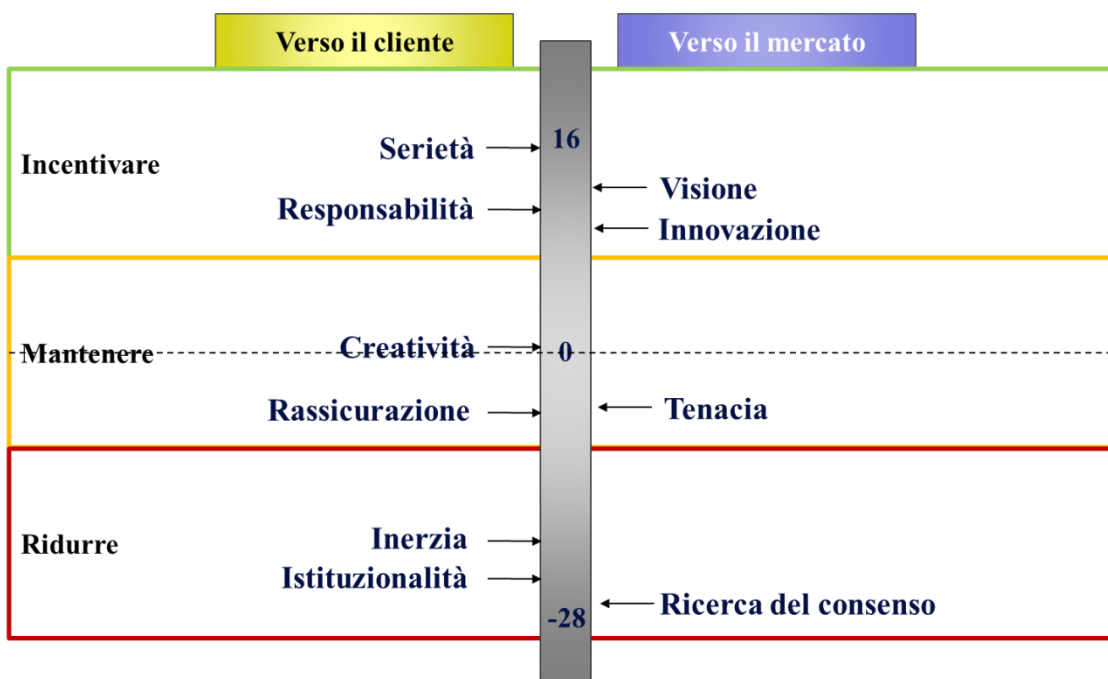 Verso il cliente
Verso il mercato
Incentivare
Serietà
16
Visione
Responsabilità
Innovazione
Mantenere
Creatività
0
Rassicurazione
Tenacia
Ridurre
Inerzia
Istituzionalità
Ricerca del consenso
-28